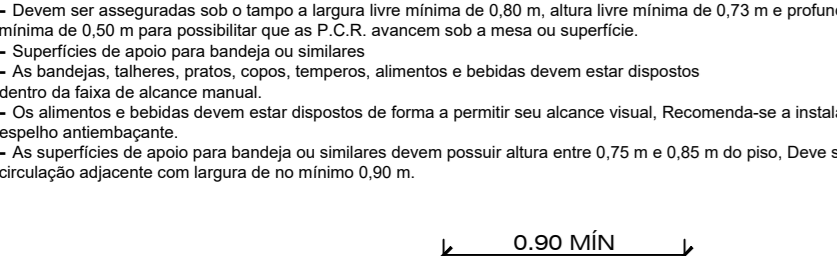 - Devem ser asseguradas sob o tampo a largura livre mínima de 0,80 m, altura livre mínima de 0,73 m e
mínima de 0,50 m para possibilitar que as P.C.R. avancem sob a mesa ou superfície.
- Superfícies de apoio para bandeja ou similares
- As bandejas, talheres, pratos, copos, temperos, alimentos e bebidas devem estar dispostos
dentro da faixa de alcance manual.
- Os alimentos e bebidas devem estar dispostos de forma a permitir seu alcance visual, Recomenda-se a
espelho antiembaçante.
- As superfícies de apoio para bandeja ou similares devem possuir altura entre 0,75 m e 0,85 m do piso, Deve
circulação adjacente com largura de no mínimo 0,90 m.
0.90 MÍN